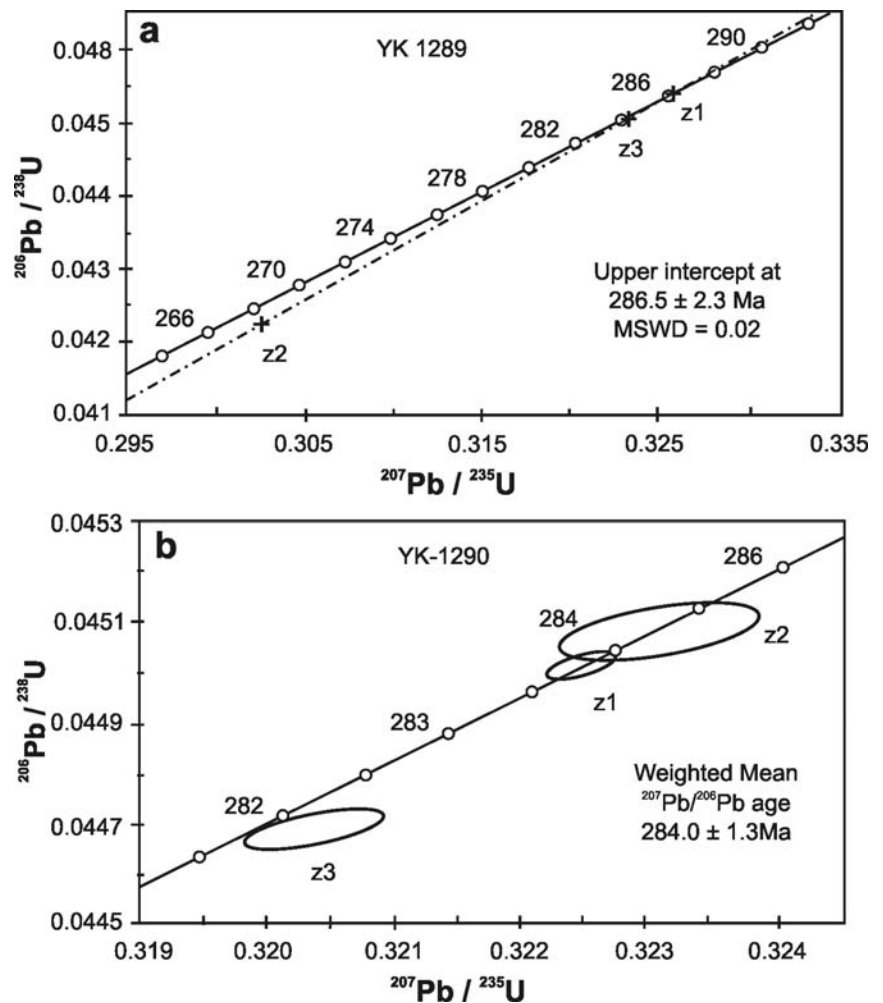 a
YK 1289
0.048
0.045
0.044
0.043
0.042
0.041
²⁰⁶Pb / ²³⁸U
290
286
z1
282
z3
278
274
270
266
z2
Upper intercept at
286.5 ± 2.3 Ma
MSWD = 0.02
0.295
0.305
0.315
0.325
0.335
²⁰⁷Pb / ²³⁵U
b
YK-1290
0.0453
0.0451
0.0449
0.0447
0.0445
²⁰⁶Pb / ²³⁸U
286
284
z2
z1
283
282
z3
Weighted Mean
²⁰⁷Pb/²⁰⁶Pb age
284.0 ± 1.3Ma
0.319
0.320
0.321
0.322
0.323
0.324
²⁰⁷Pb / ²³⁵U